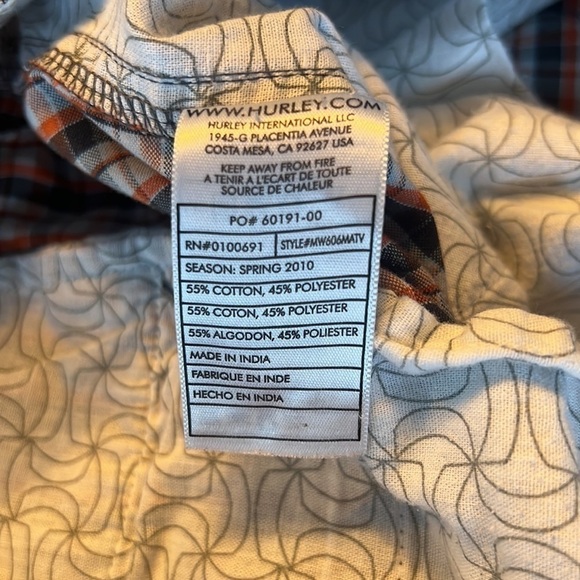 WWW.HURLEY.COM
HURLEY INTERNATIONAL LLC
1945-G PLACENTIA AVENUE
COSTA MESA, CA 92627 USA
KEEP AWAY FROM FIRE
A TENIR A L'ECART DE TOUTE
SOURCE DE CHALEUR
PO# 60191-00
RN#0100691 STYLE#MW606MATV
SEASON: SPRING 2010
55% COTTON, 45% POLYESTER
55% COTON, 45% POLYESTER
55% ALGODON, 45% POLIESTER
MADE IN INDIA
FABRIQUE EN INDE
HECHO EN INDIA